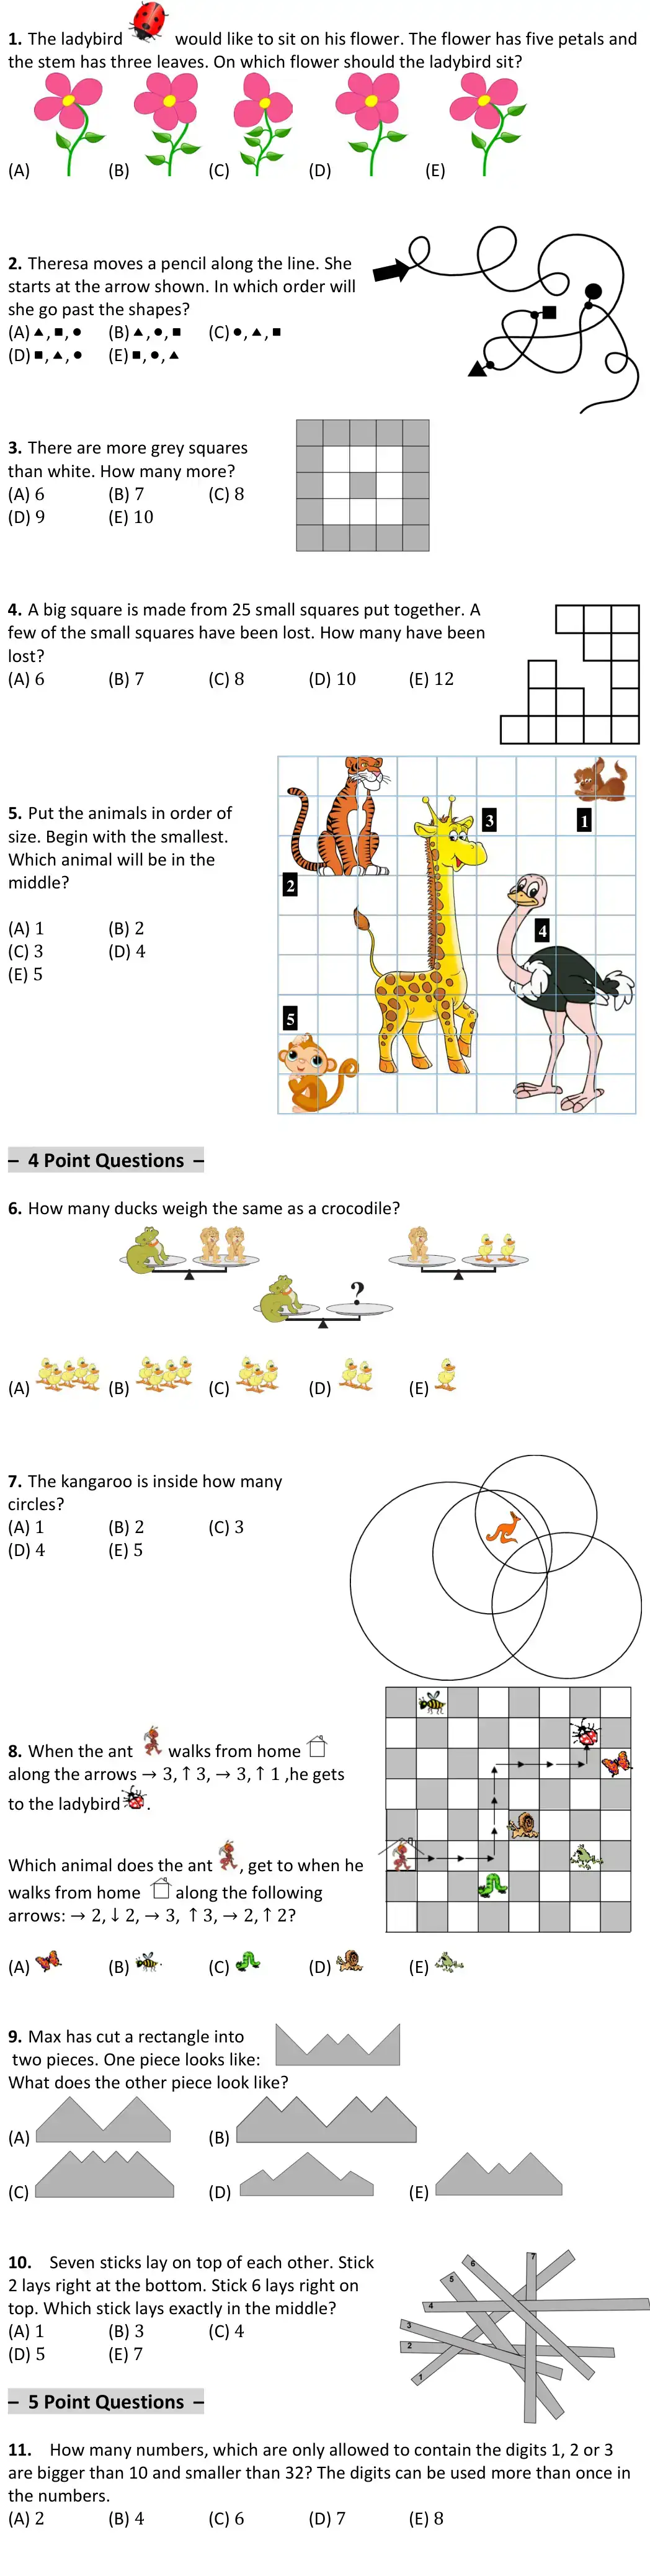 1. The ladybird would like to sit on his flower. The flower has five petals and
the stem has three leaves. On which flower should the ladybird sit?
(A) (B) (C) (D) (E)
2. Theresa moves a pencil along the line. She
starts at the arrow shown. In which order will
she go past the shapes?
(A) ▲, ■, ● (B) ▲, ●, ■ (C) ●, ▲, ■
(D) ■, ▲, ● (E) ■, ●, ▲
3. There are more grey squares
than white. How many more?
(A) 6 (B) 7 (C) 8
(D) 9 (E) 10
4. A big square is made from 25 small squares put together. A
few of the small squares have been lost. How many have been
lost?
(A) 6 (B) 7 (C) 8 (D) 10 (E) 12
5. Put the animals in order of
size. Begin with the smallest.
Which animal will be in the
middle?
(A) 1 (B) 2
(C) 3 (D) 4
(E) 5
3 1
2
4
5
– 4 Point Questions –
6. How many ducks weigh the same as a crocodile?
?
(A) (B) (C) (D) (E)
7. The kangaroo is inside how many
circles?
(A) 1 (B) 2 (C) 3
(D) 4 (E) 5
8. When the ant walks from home
along the arrows → 3, ↑ 3, → 3, ↑ 1 ,he gets
to the ladybird .
Which animal does the ant , get to when he
walks from home along the following
arrows: → 2, ↓ 2, → 3, ↑ 3, → 2, ↑ 2?
(A) (B) (C) (D) (E)
9. Max has cut a rectangle into
two pieces. One piece looks like:
What does the other piece look like?
(A) (B)
(C) (D) (E)
10. Seven sticks lay on top of each other. Stick
2 lays right at the bottom. Stick 6 lays right on
top. Which stick lays exactly in the middle?
(A) 1 (B) 3 (C) 4
(D) 5 (E) 7
7
6
5
4
3
2
1
– 5 Point Questions –
11. How many numbers, which are only allowed to contain the digits 1, 2 or 3
are bigger than 10 and smaller than 32? The digits can be used more than once in
the numbers.
(A) 2 (B) 4 (C) 6 (D) 7 (E) 8